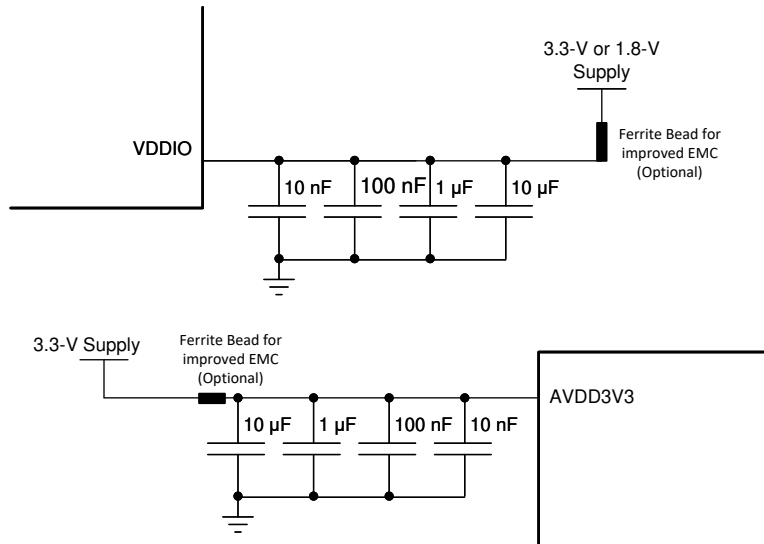 3.3-V or 1.8-V
Supply
VDDIO
Ferrite Bead for
improved EMC
(Optional)
10 nF
100 nF
1 µF
10 µF
3.3-V Supply
Ferrite Bead for
improved EMC
(Optional)
AVDD3V3
10 µF
1 µF
100 nF
10 nF